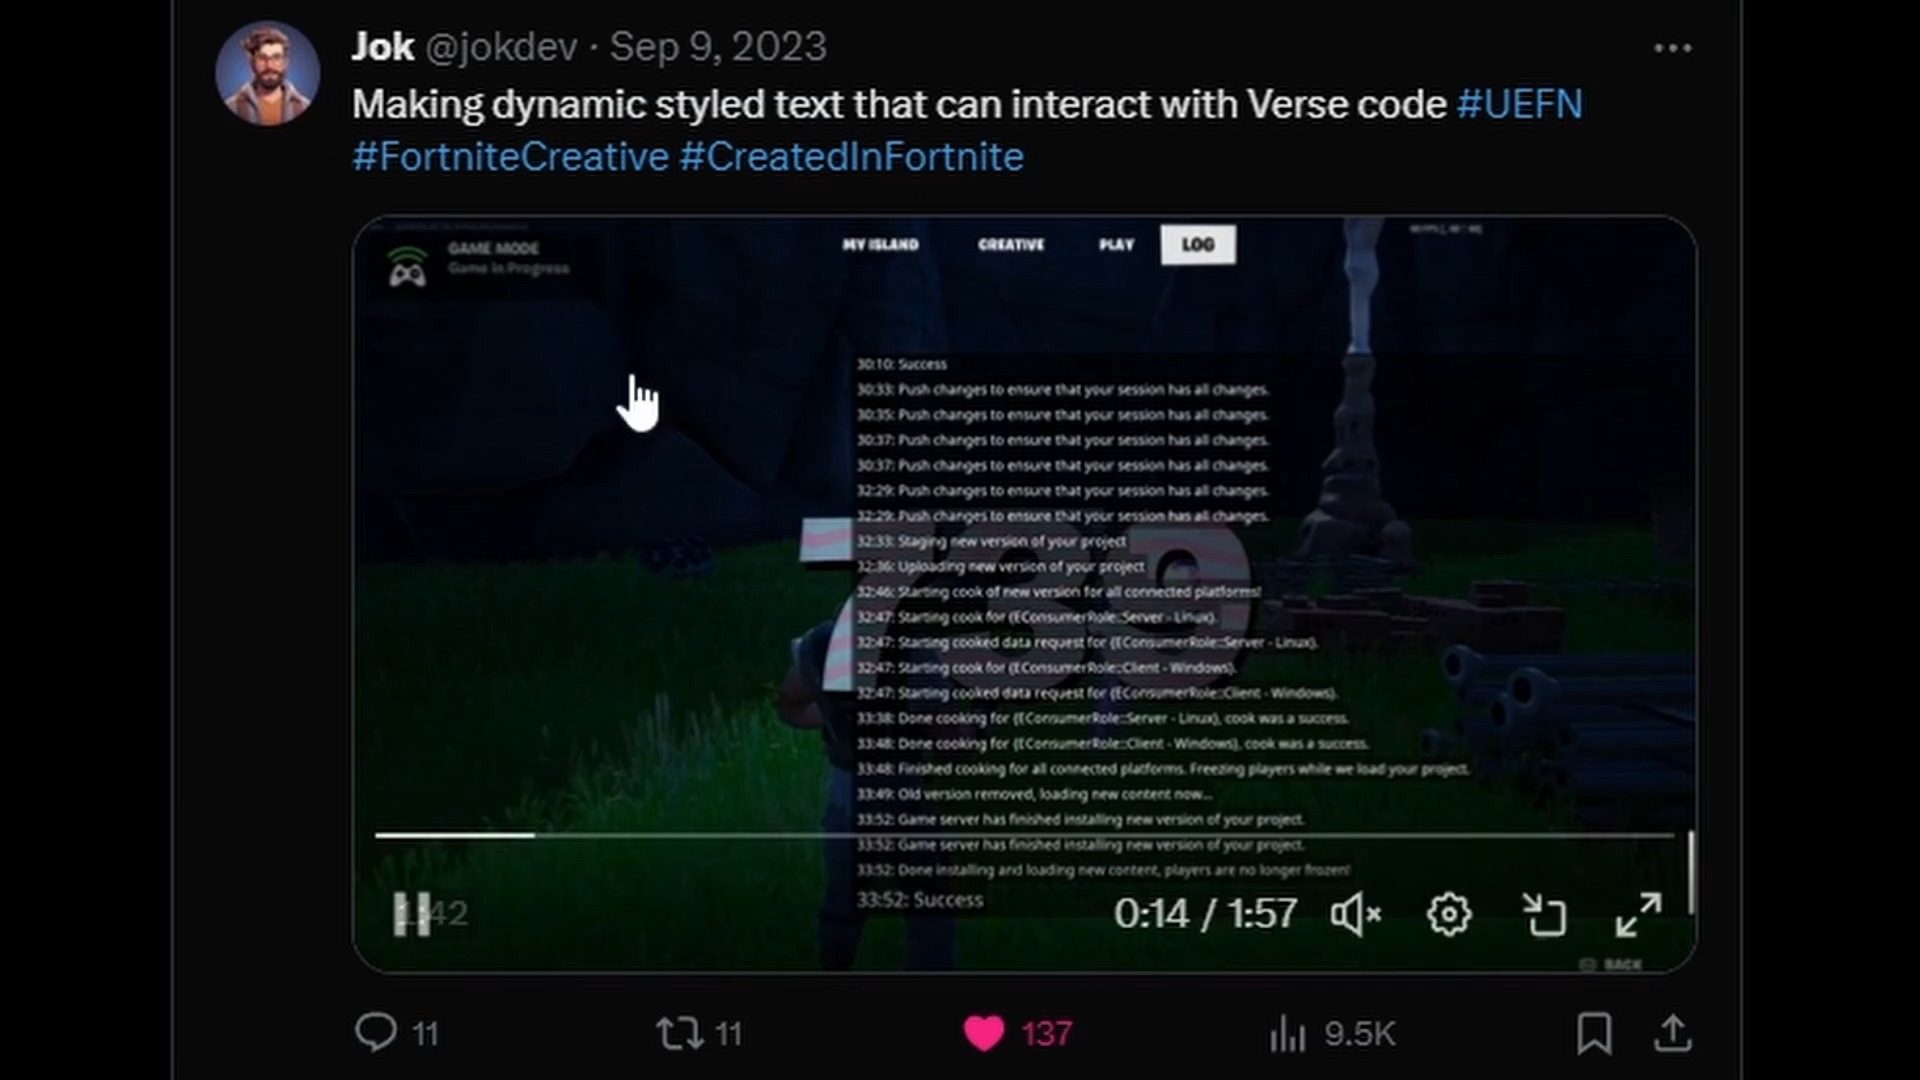 Jok @jokdev · Sep 9, 2023
Making dynamic styled text that can interact with Verse code #UEFN
#FortniteCreative #CreatedInFortnite
GAME MODE
Game In Progress
MY ISLAND CREATIVE PLAY LOG
30:10: Success
30:33: Push changes to ensure that your session has all changes.
30:35: Push changes to ensure that your session has all changes.
30:37: Push changes to ensure that your session has all changes.
30:37: Push changes to ensure that your session has all changes.
32:29: Push changes to ensure that your session has all changes.
32:29: Push changes to ensure that your session has all changes.
32:33: Staging new version of your project
32:36: Uploading new version of your project
32:46: Starting cook of new version for all connected platforms!
32:47: Starting cook for (EConsumerRole::Server - Linux).
32:47: Starting cooked data request for (EConsumerRole::Server - Linux).
32:47: Starting cook for (EConsumerRole::Client - Windows).
32:47: Starting cooked data request for (EConsumerRole::Client - Windows).
33:38: Done cooking for (EConsumerRole::Server - Linux), cook was a success.
33:48: Done cooking for (EConsumerRole::Client - Windows), cook was a success.
33:48: Finished cooking for all connected platforms. Freezing players while we load your project.
33:49: Old version removed, loading new content now...
33:52: Game server has finished installing new version of your project.
33:52: Game server has finished installing new version of your project.
33:52: Done installing and loading new content, players are no longer frozen!
33:52: Success
739
0:14 / 1:57
BACK
11 11 137 9.5K